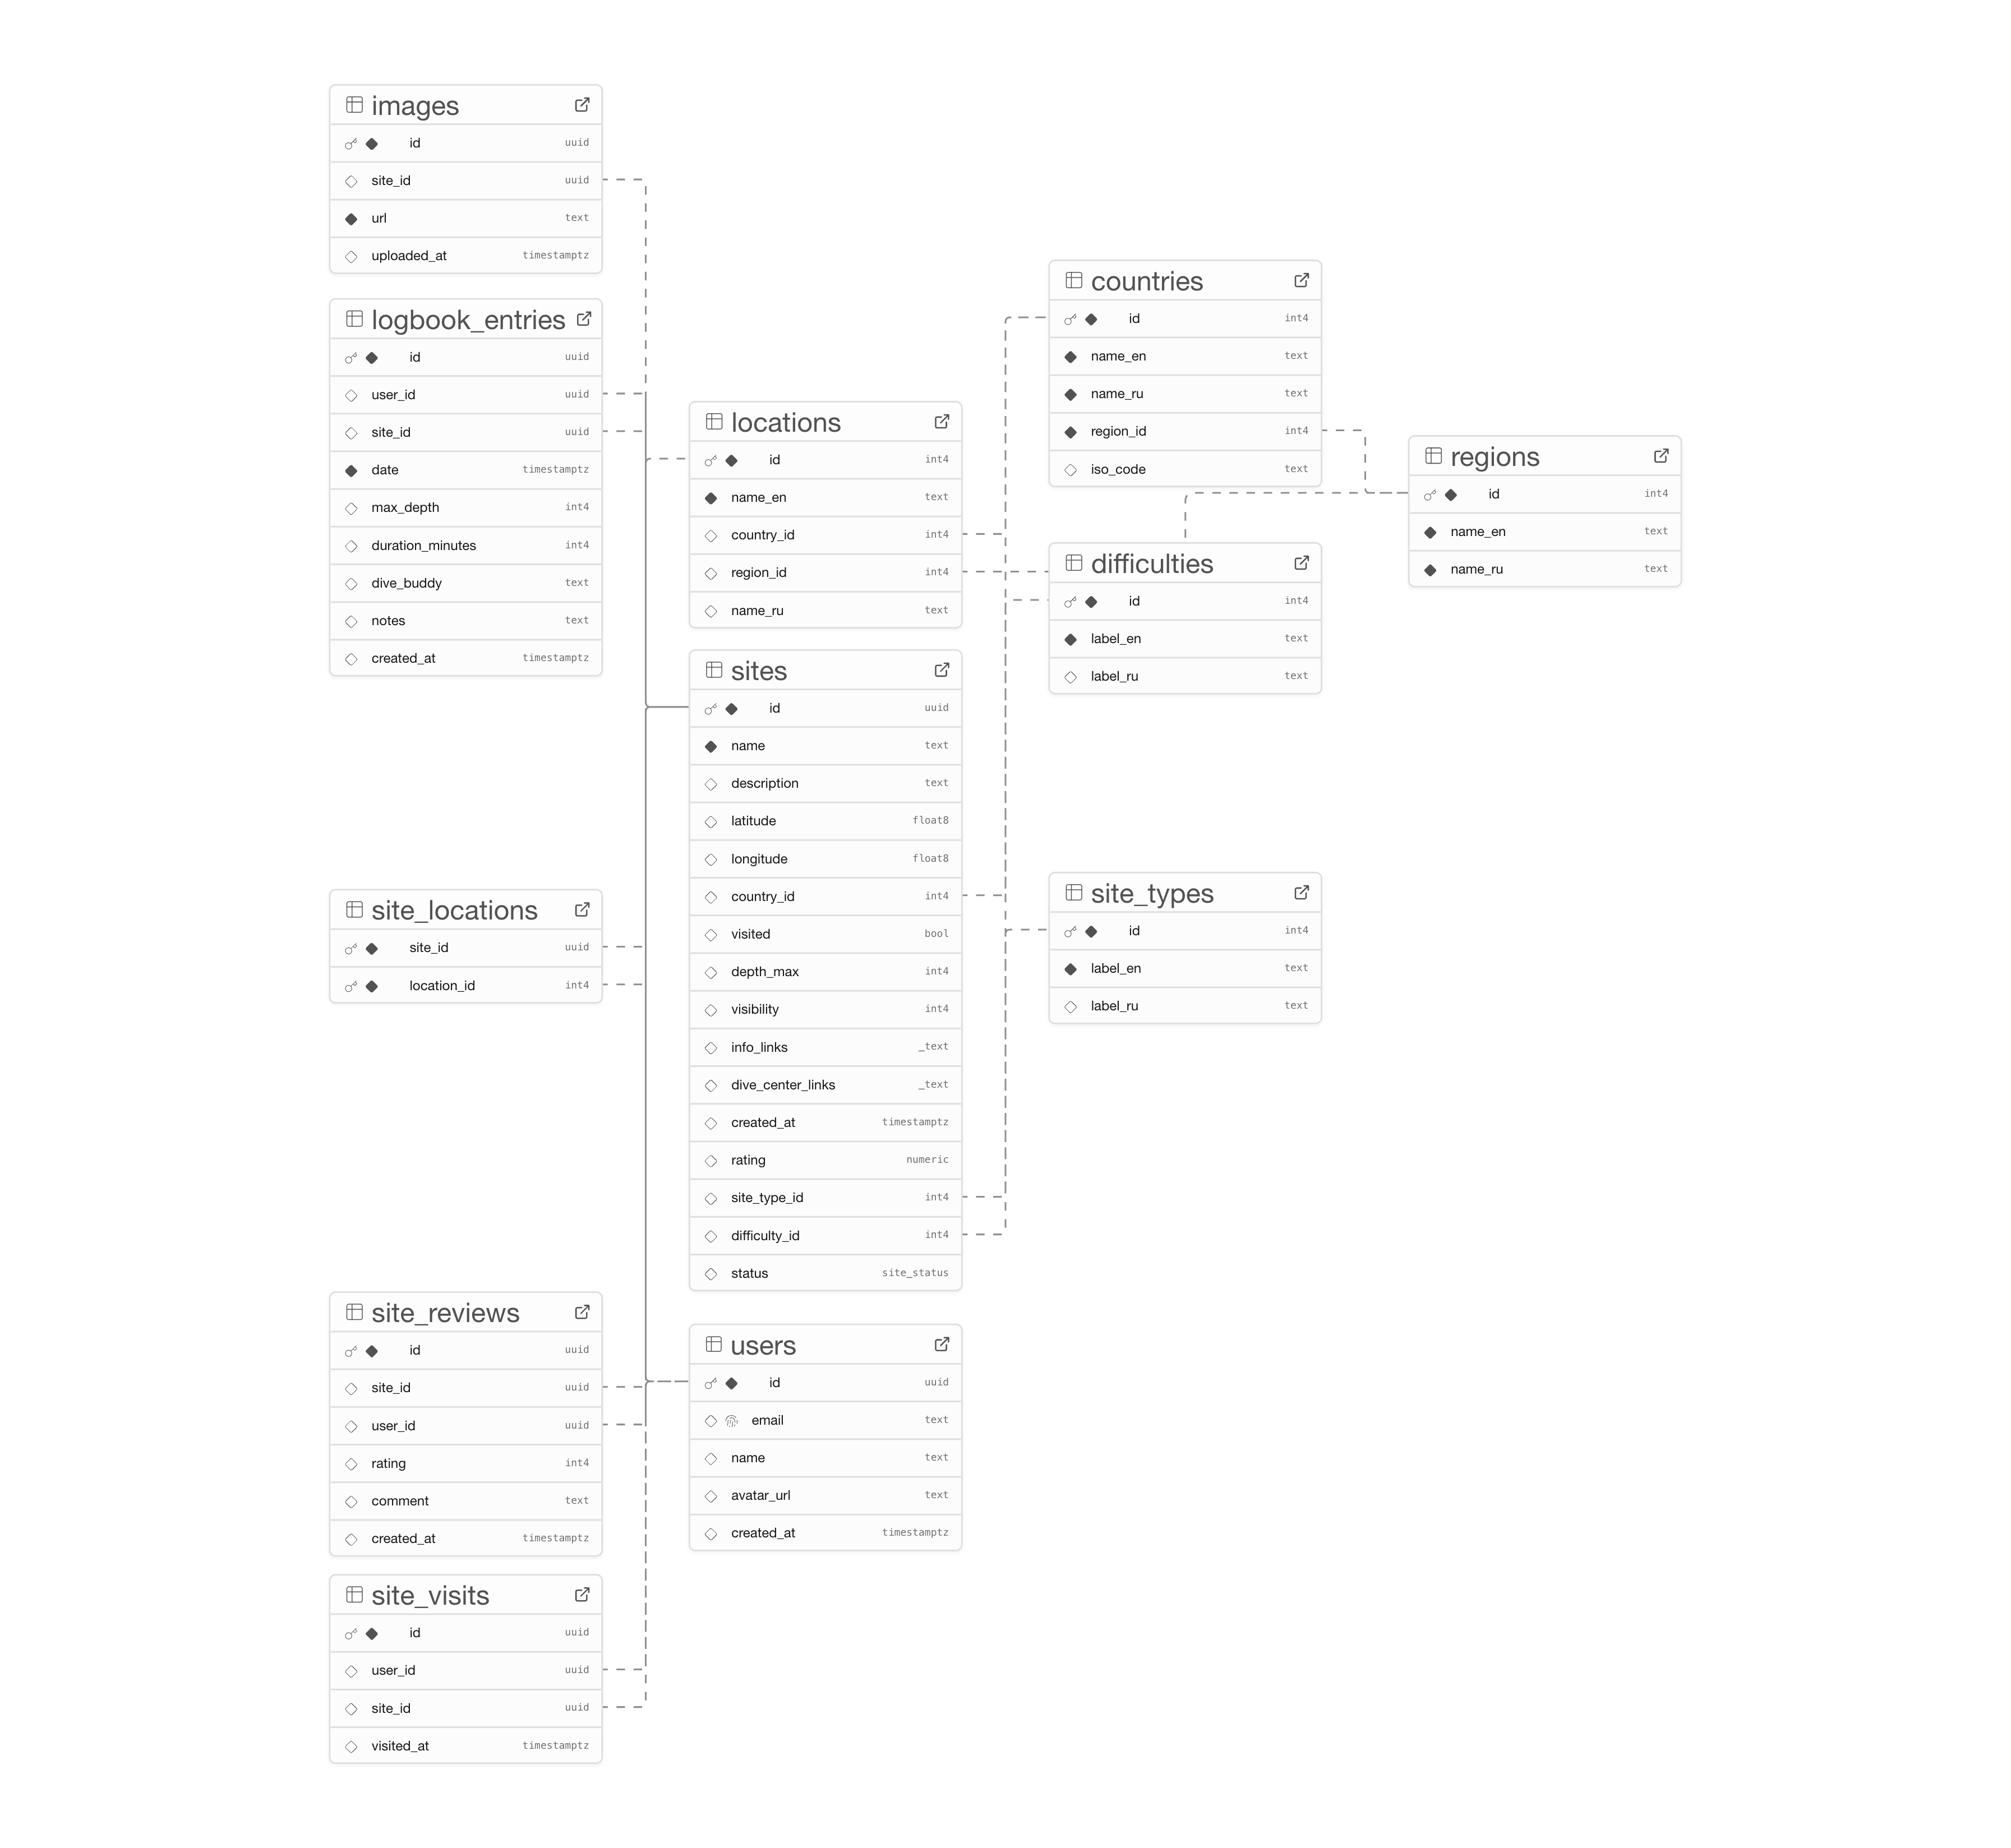 images
id uuid
site_id uuid
url text
uploaded_at timestamptz
logbook_entries
id uuid
user_id uuid
site_id uuid
date timestamptz
max_depth int4
duration_minutes int4
dive_buddy text
notes text
created_at timestamptz
site_locations
site_id uuid
location_id int4
site_reviews
id uuid
site_id uuid
user_id uuid
rating int4
comment text
created_at timestamptz
site_visits
id uuid
user_id uuid
site_id uuid
visited_at timestamptz
locations
id int4
name_en text
country_id int4
region_id int4
name_ru text
sites
id uuid
name text
description text
latitude float8
longitude float8
country_id int4
visited bool
depth_max int4
visibility int4
info_links _text
dive_center_links _text
created_at timestamptz
rating numeric
site_type_id int4
difficulty_id int4
status site_status
users
id uuid
email text
name text
avatar_url text
created_at timestamptz
countries
id int4
name_en text
name_ru text
region_id int4
iso_code text
difficulties
id int4
label_en text
label_ru text
site_types
id int4
label_en text
label_ru text
regions
id int4
name_en text
name_ru text